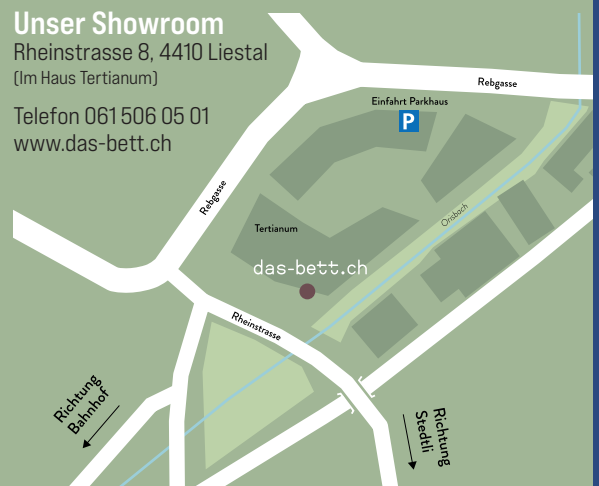 Unser Showroom
Rheinstrasse 8, 4410 Liestal
(Im Haus Tertianum)
Telefon 061 506 05 01
www.das-bett.ch
Rebgasse
Einfahrt Parkhaus
P
Rebgasse
Orisbach
Tertianum
das-bett.ch
Rheinstrasse
Richtung
Bahnhof
Richtung
Stedtli